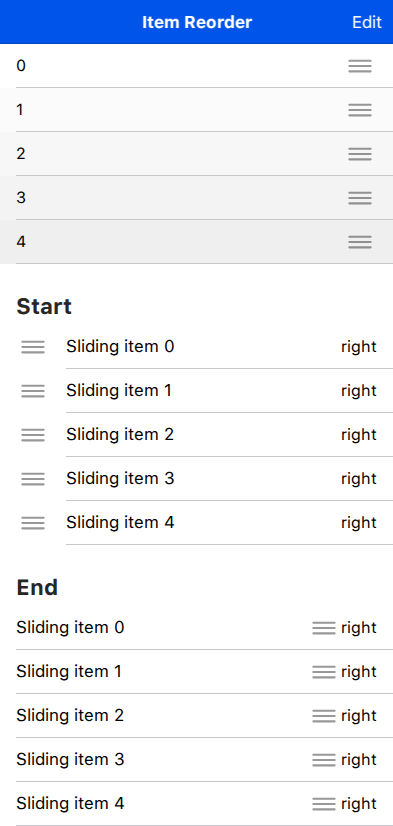 Item Reorder Edit
0
1
2
3
4
Start
Sliding item 0 right
Sliding item 1 right
Sliding item 2 right
Sliding item 3 right
Sliding item 4 right
End
Sliding item 0 right
Sliding item 1 right
Sliding item 2 right
Sliding item 3 right
Sliding item 4 right